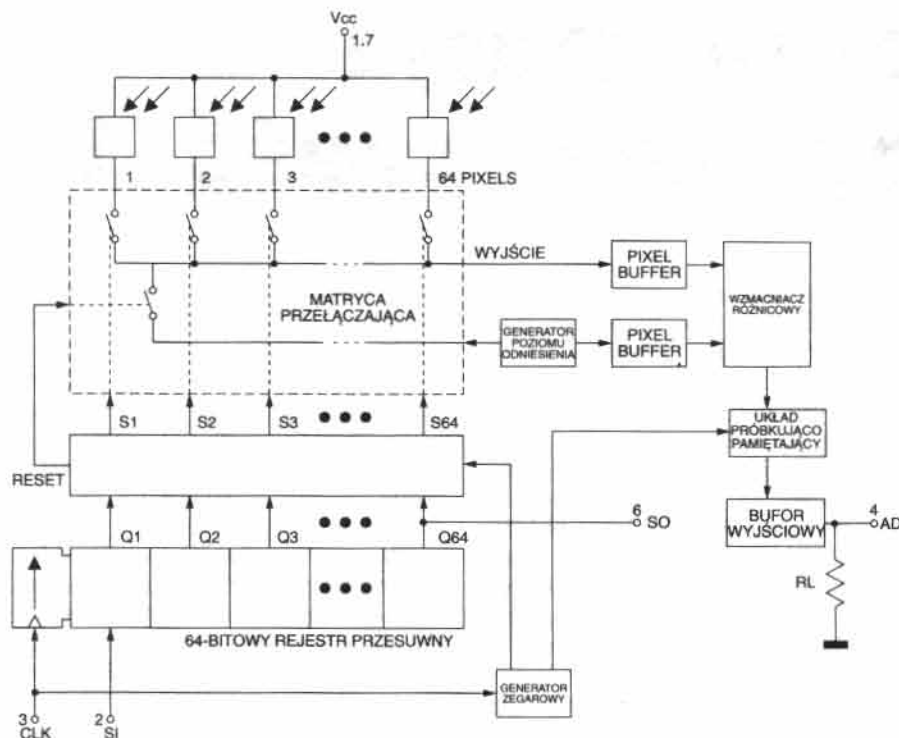 Vcc
1.7
1
2
3
64 PIXELS
WYJŚCIE
PIXEL
BUFFER
WZMACNIACZ
RÓŻNICOWY
MATRYCA
PRZEŁĄCZAJĄCA
GENERATOR
POZIOMU
ODNIESIENIA
PIXEL
BUFFER
S1
S2
S3
S64
UKŁAD
PRÓBKUJĄCO
PAMIĘTAJĄCY
RESET
Q1
Q2
Q3
Q64
6
SO
BUFOR
WYJŚCIOWY
4
AD
RL
64-BITOWY REJESTR PRZESUWNY
GENERATOR
ZEGAROWY
3
CLK
2
SI